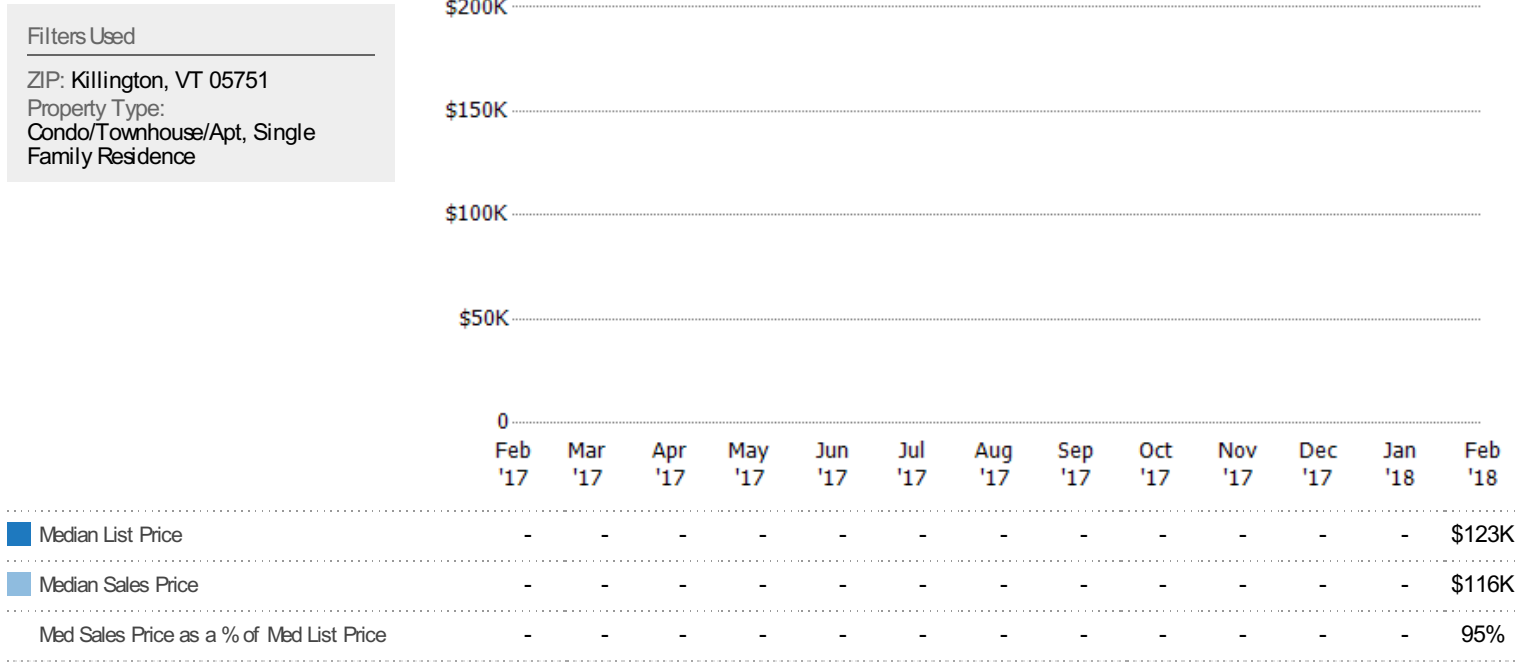 Filters Used
ZIP: Killington, VT 05751
Property Type:
Condo/Townhouse/Apt, Single
Family Residence
$200K
$150K
$100K
$50K
0
Feb Mar Apr May Jun Jul Aug Sep Oct Nov Dec Jan Feb
'17 '17 '17 '17 '17 '17 '17 '17 '17 '17 '17 '18 '18
Median List Price - - - - - - - - - - - - $123K
Median Sales Price - - - - - - - - - - - - $116K
Med Sales Price as a % of Med List Price - - - - - - - - - - - - 95%